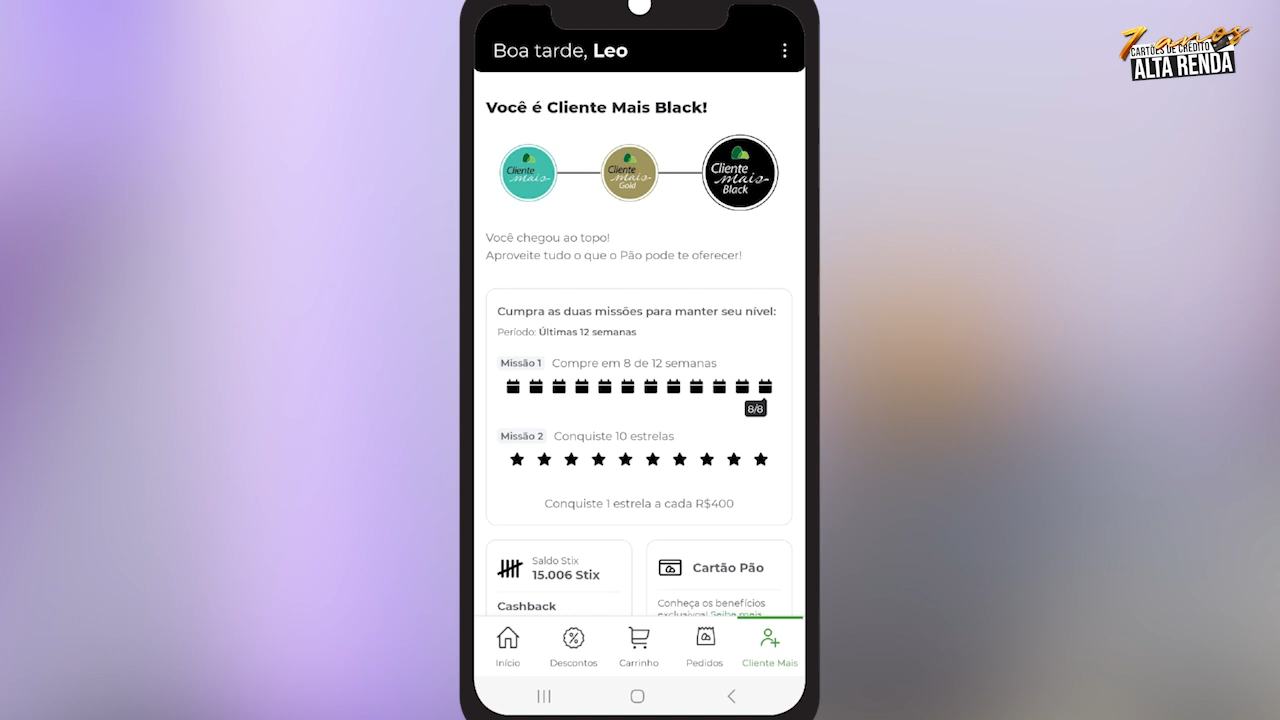 7 anos
CARTÕES DE CRÉDITO
ALTA RENDA
Boa tarde, Leo
Você é Cliente Mais Black!
Cliente
mais
Cliente
mais
Gold
Cliente
mais
Black
Você chegou ao topo!
Aproveite tudo o que o Pão pode te oferecer!
Cumpra as duas missões para manter seu nível:
Período: Últimas 12 semanas
Missão 1 Compre em 8 de 12 semanas
8/8
Missão 2 Conquiste 10 estrelas
Conquiste 1 estrela a cada R$400
Saldo Stix
15.006 Stix
Cashback
Cartão Pão
Conheça os benefícios
exclusivos! Saiba mais
Início
Descontos
Carrinho
Pedidos
Cliente Mais